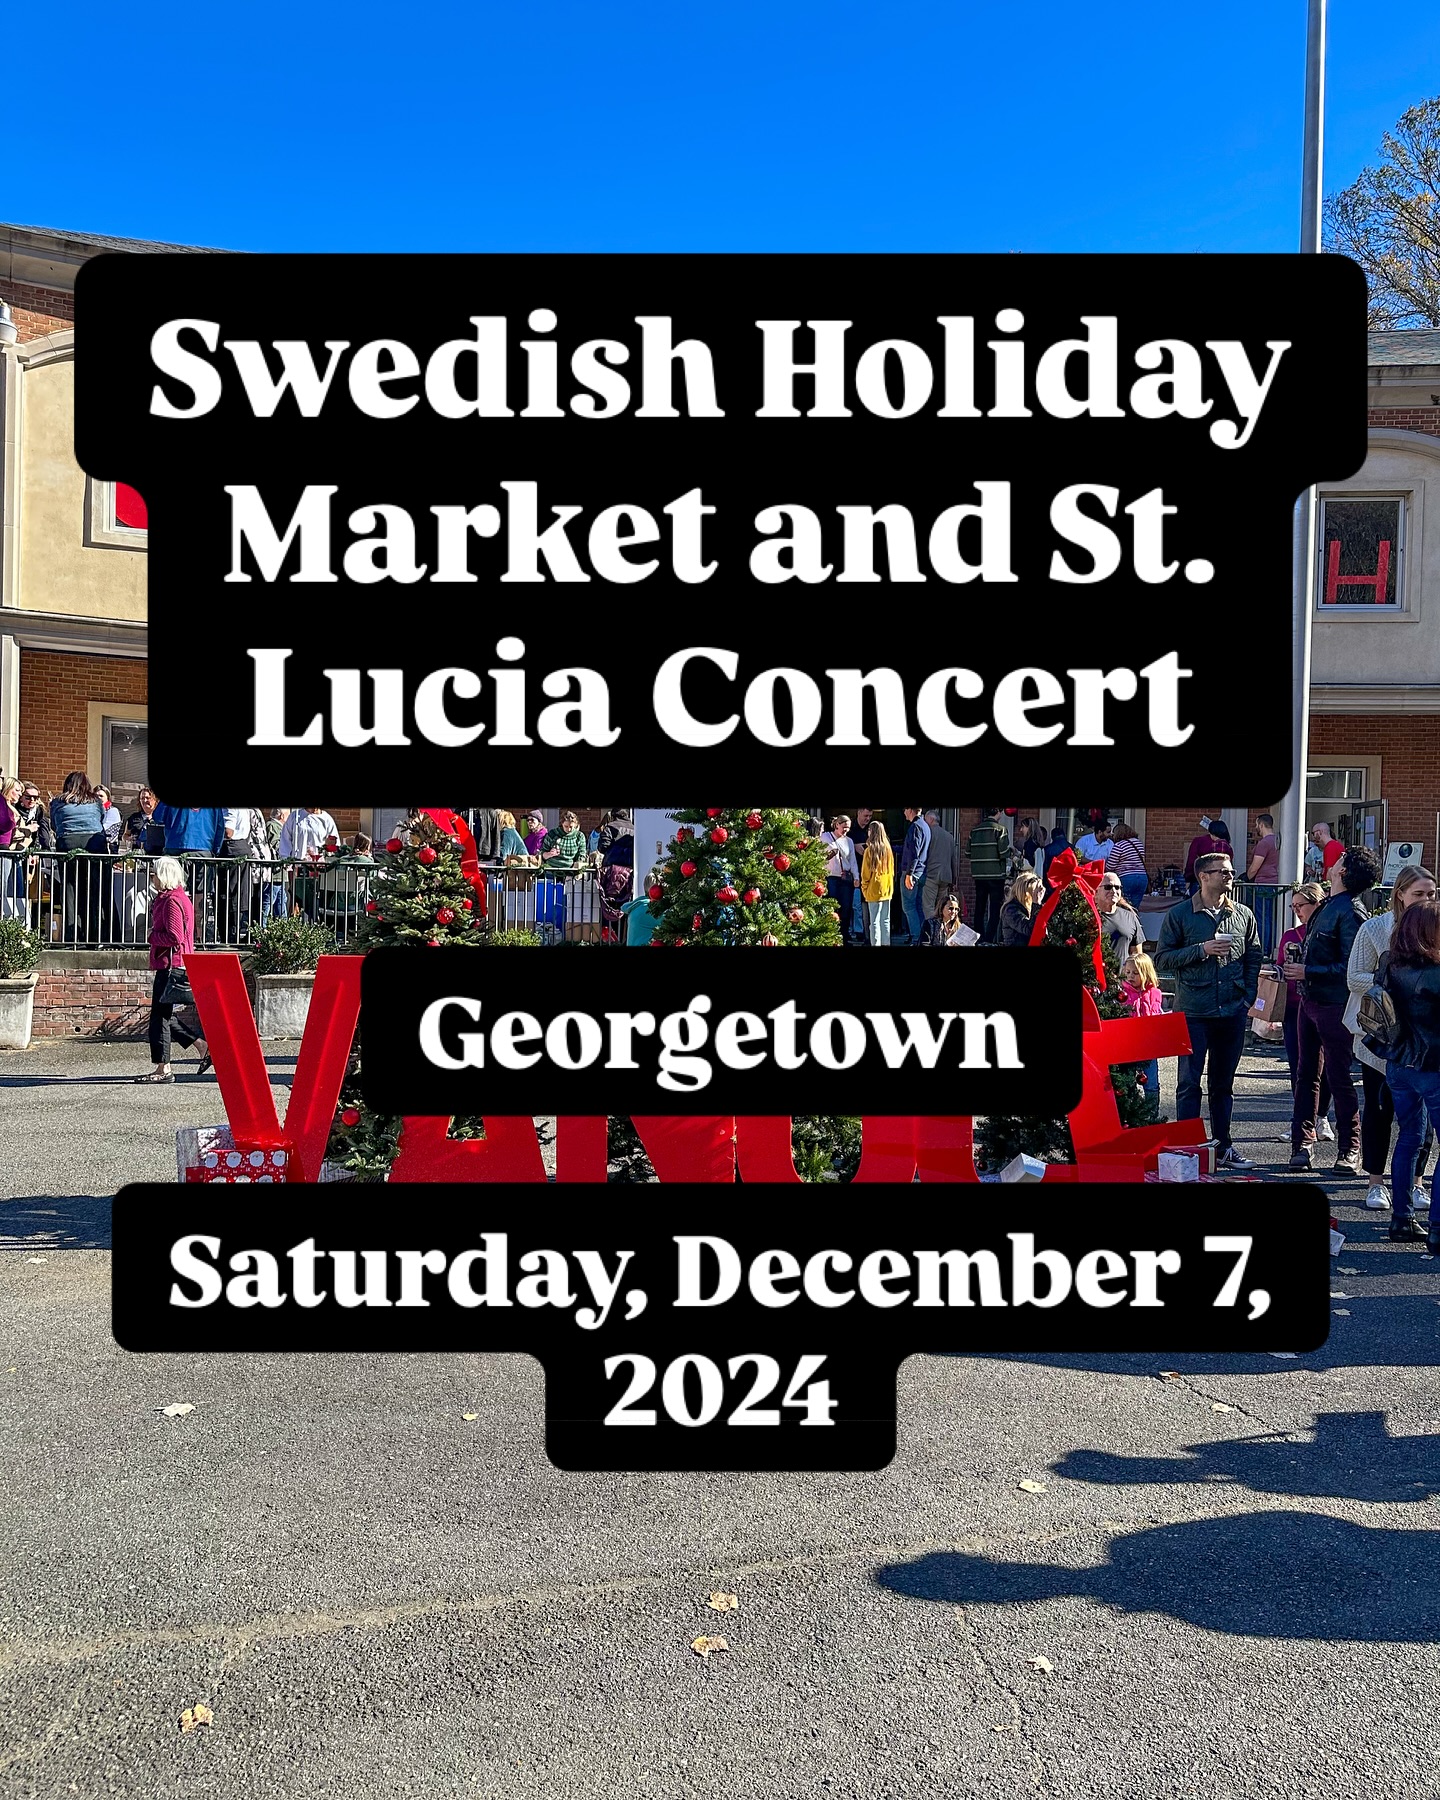 Swedish Holiday
Market and St.
Lucia Concert
H
Georgetown
Saturday, December 7,
2024